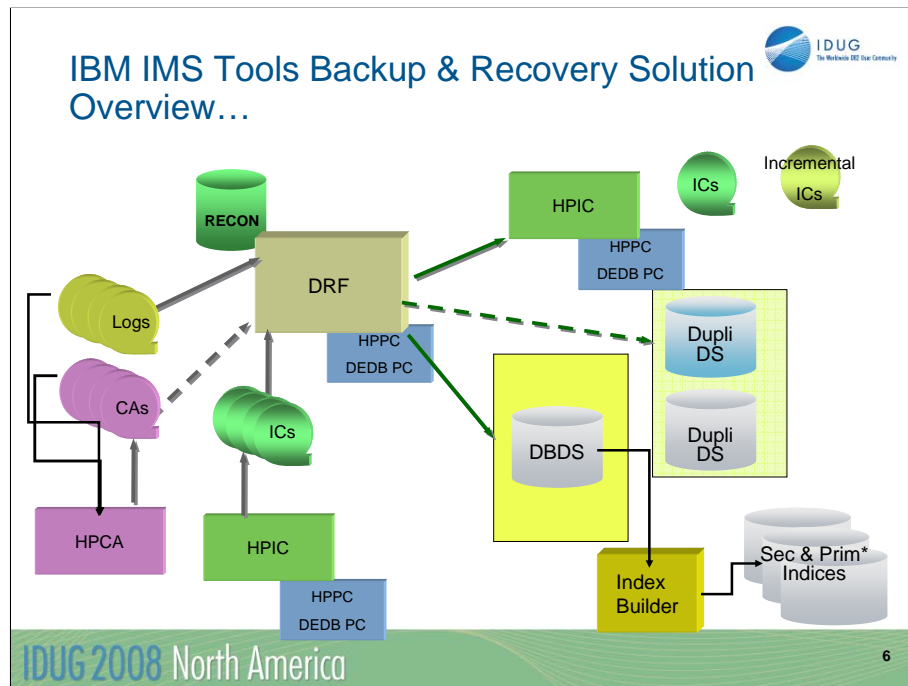 IBM IMS Tools Backup & Recovery Solution
Overview…
IDUG
The Worldwide DB2 User Community
RECON
HPIC
ICs
Incremental
ICs
HPPC
DEDB PC
DRF
Logs
HPPC
DEDB PC
Dupli
DS
CAs
ICs
DBDS
Dupli
DS
HPCA
HPIC
Index
Builder
Sec & Prim*
Indices
HPPC
DEDB PC
IDUG 2008 North America
6